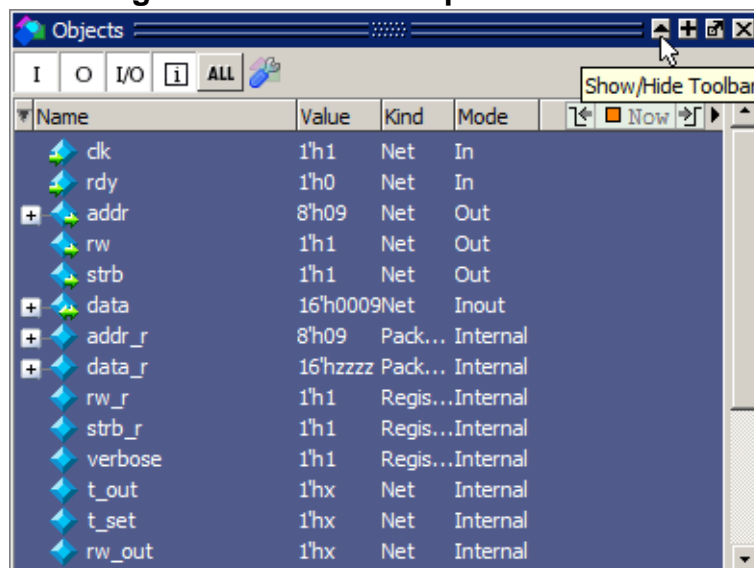 Objects
I O I/O i ALL
Show/Hide Toolbar
Name Value Kind Mode Now
clk 1'h1 Net In
rdy 1'h0 Net In
addr 8'h09 Net Out
rw 1'h1 Net Out
strb 1'h1 Net Out
data 16'h0009 Net Inout
addr_r 8'h09 Pack... Internal
data_r 16'hzzzz Pack... Internal
rw_r 1'h1 Regis... Internal
strb_r 1'h1 Regis... Internal
verbose 1'h1 Regis... Internal
t_out 1'hx Net Internal
t_set 1'hx Net Internal
rw_out 1'hx Net Internal